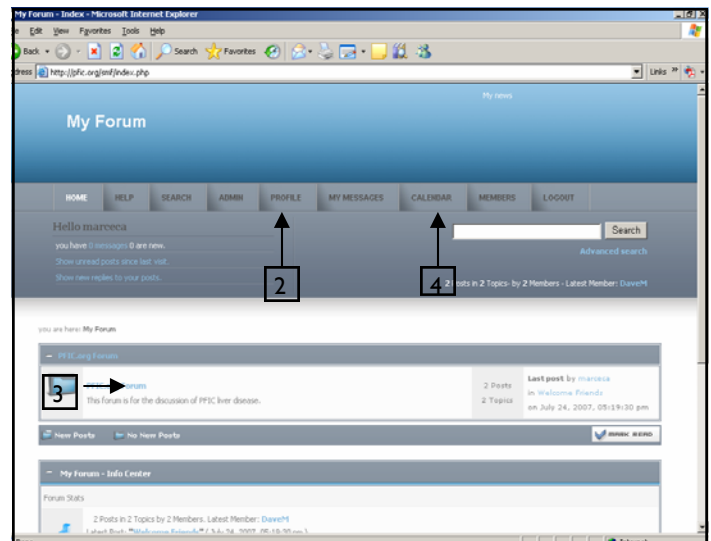 My Forum - Index - Microsoft Internet Explorer
Edit View Favorites Tools Help
Back Search Favorites
http://pfic.org/smf/index.php Links »
My news
My Forum
HOME HELP SEARCH ADMIN PROFILE MY MESSAGES CALENDAR MEMBERS LOGOUT
Hello marceca
Search
you have 0 messages 0 are new.
Advanced search
Show unread posts since last visit.
Show new replies to your posts.
2 4
2 Posts in 2 Topics- by 2 Members - Latest Member: DaveM
you are here: My Forum
PFIC.org Forum
3
This forum is for the discussion of PFIC liver disease.
2 Posts
2 Topics
Last post by marceca
in Welcome Friends
on July 24, 2007, 05:19:30 pm
New Posts No New Posts MARK READ
My Forum - Info Center
Forum Stats
2 Posts in 2 Topics by 2 Members. Latest Member: DaveM
Latest Post: "Welcome Friends" ( July 24, 2007, 05:19:30 pm )